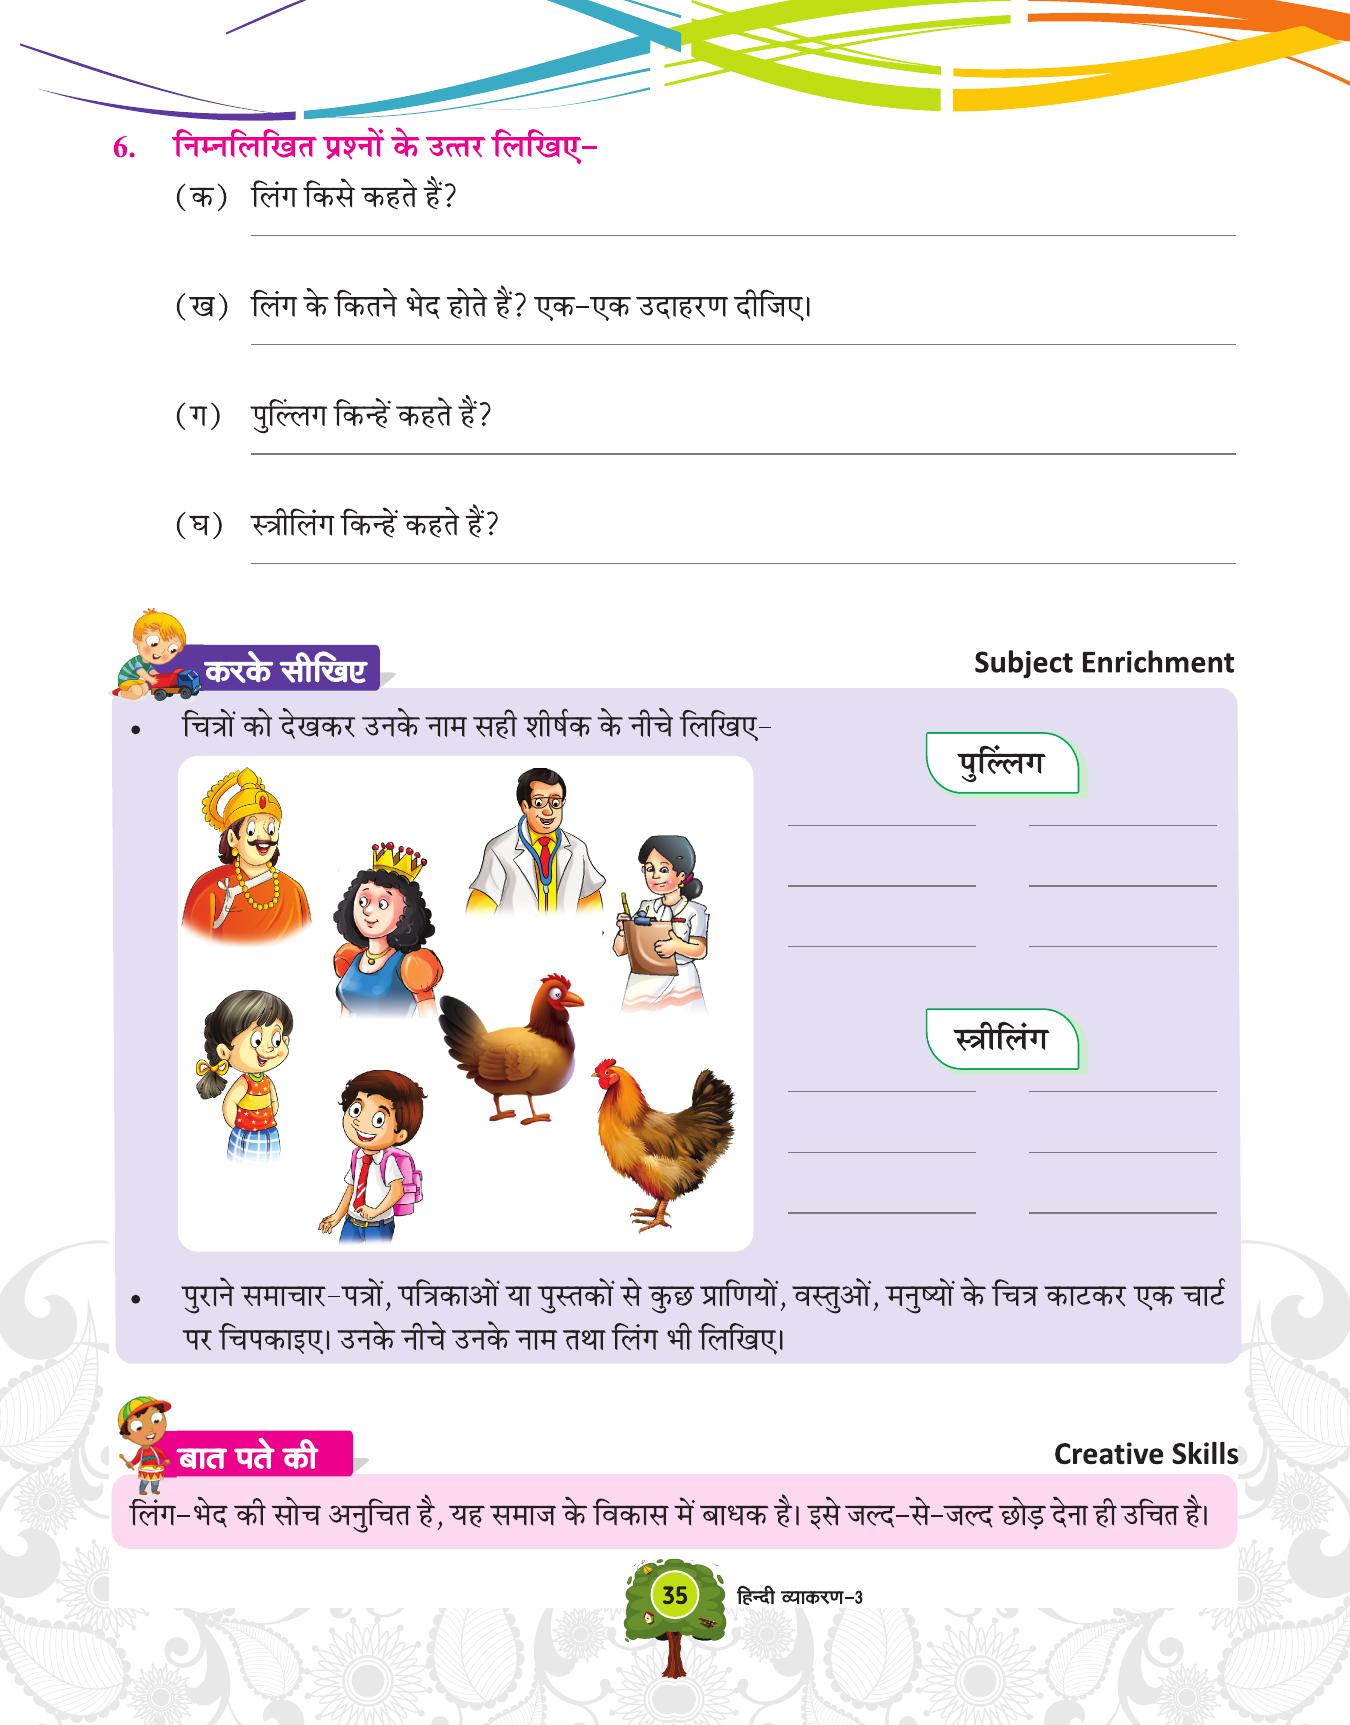 6. निम्नलिखित प्रश्नों के उत्तर लिखिए–
(क) लिंग किसे कहते हैं?
(ख) लिंग के कितने भेद होते हैं? एक–एक उदाहरण दीजिए।
(ग) पुल्लिंग किन्हें कहते हैं?
(घ) स्त्रीलिंग किन्हें कहते हैं?
करके सीखिए
Subject Enrichment
• चित्रों को देखकर उनके नाम सही शीर्षक के नीचे लिखिए–
पुल्लिंग
स्त्रीलिंग
• पुराने समाचार–पत्रों, पत्रिकाओं या पुस्तकों से कुछ प्राणियों, वस्तुओं, मनुष्यों के चित्र काटकर एक चार्ट
पर चिपकाइए। उनके नीचे उनके नाम तथा लिंग भी लिखिए।
बात पते की
Creative Skills
लिंग–भेद की सोच अनुचित है, यह समाज के विकास में बाधक है। इसे जल्द–से–जल्द छोड़ देना ही उचित है।
35 हिन्दी व्याकरण–3